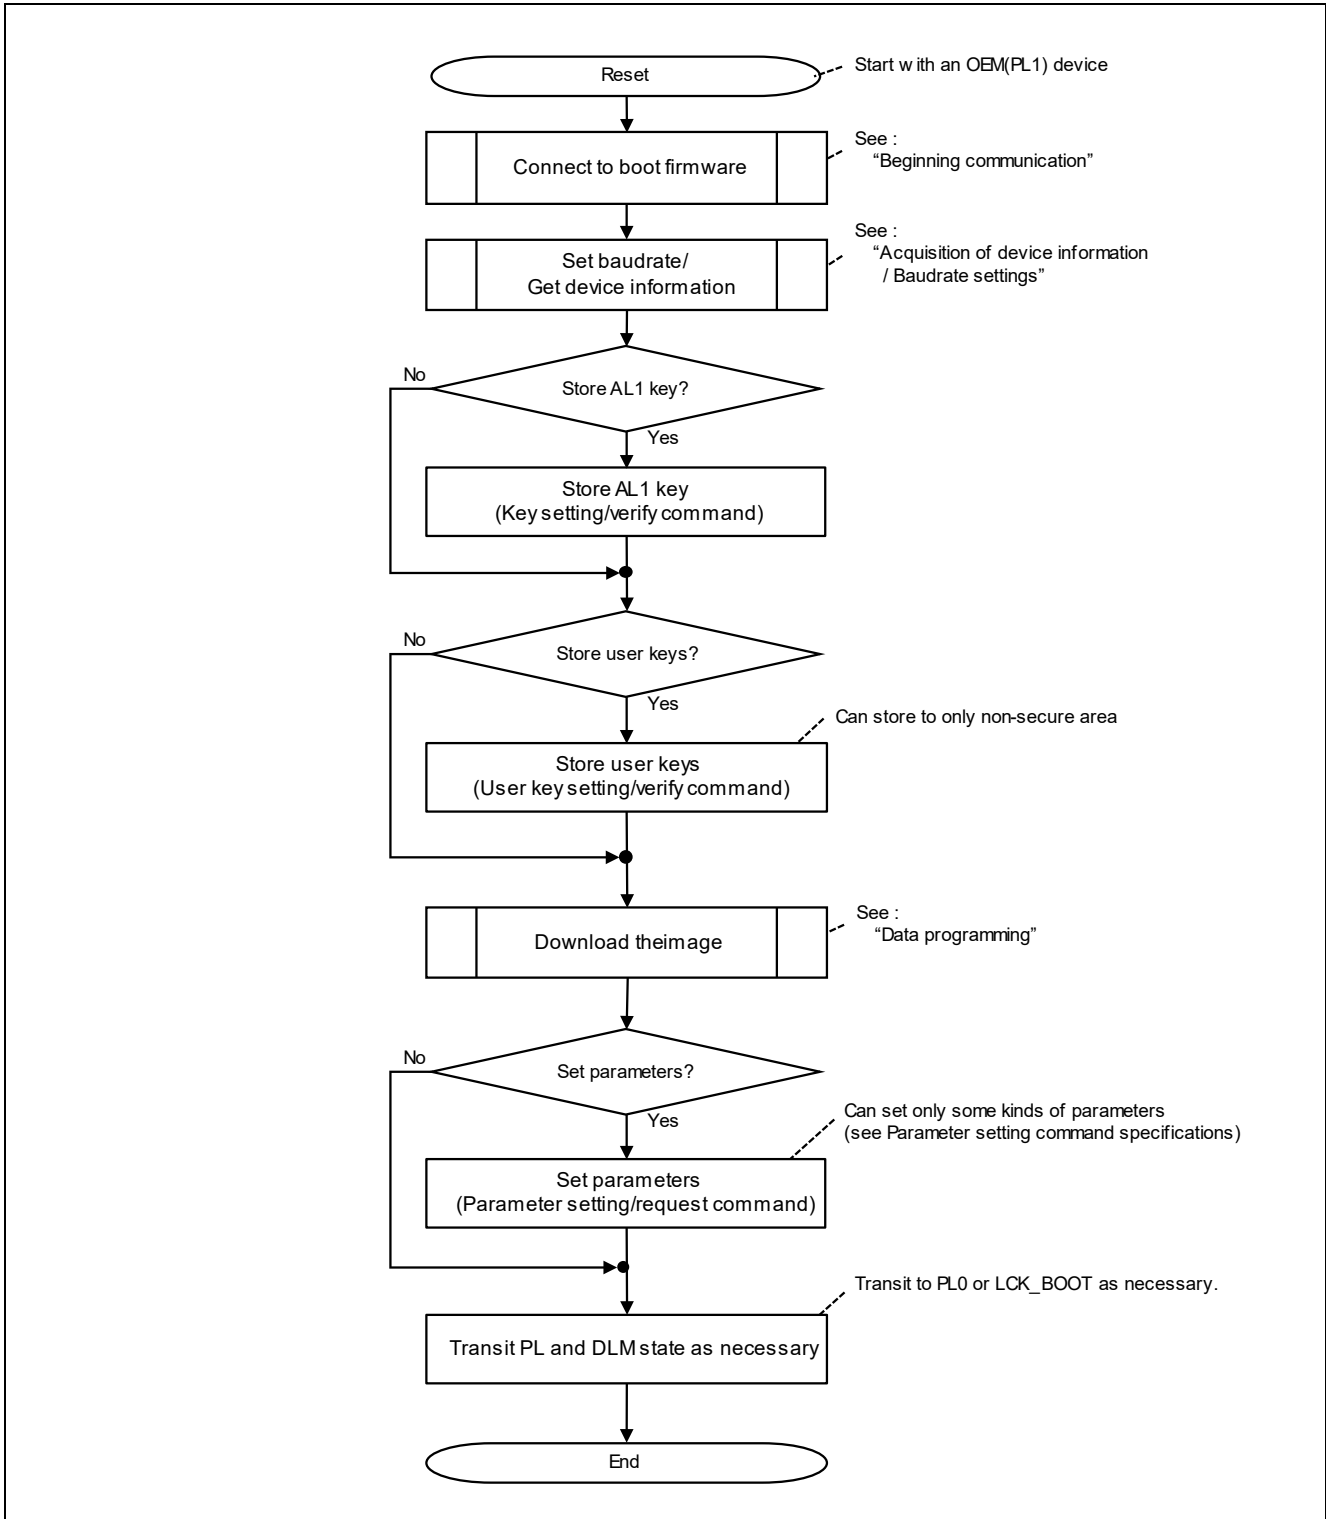 Reset
Start with an OEM(PL1) device
Connect to boot firmware
See :
“Beginning communication”
Set baudrate/
Get device information
See :
“Acquisition of device information
/ Baudrate settings”
No
Store AL1 key?
Yes
Store AL1 key
(Key setting/verify command)
No
Store user keys?
Yes
Can store to only non-secure area
Store user keys
(User key setting/verify command)
Download theimage
See :
“Data programming”
No
Set parameters?
Yes
Can set only some kinds of parameters
(see Parameter setting command specifications)
Set parameters
(Parameter setting/request command)
Transit to PL0 or LCK_BOOT as necessary.
Transit PL and DLM state as necessary
End